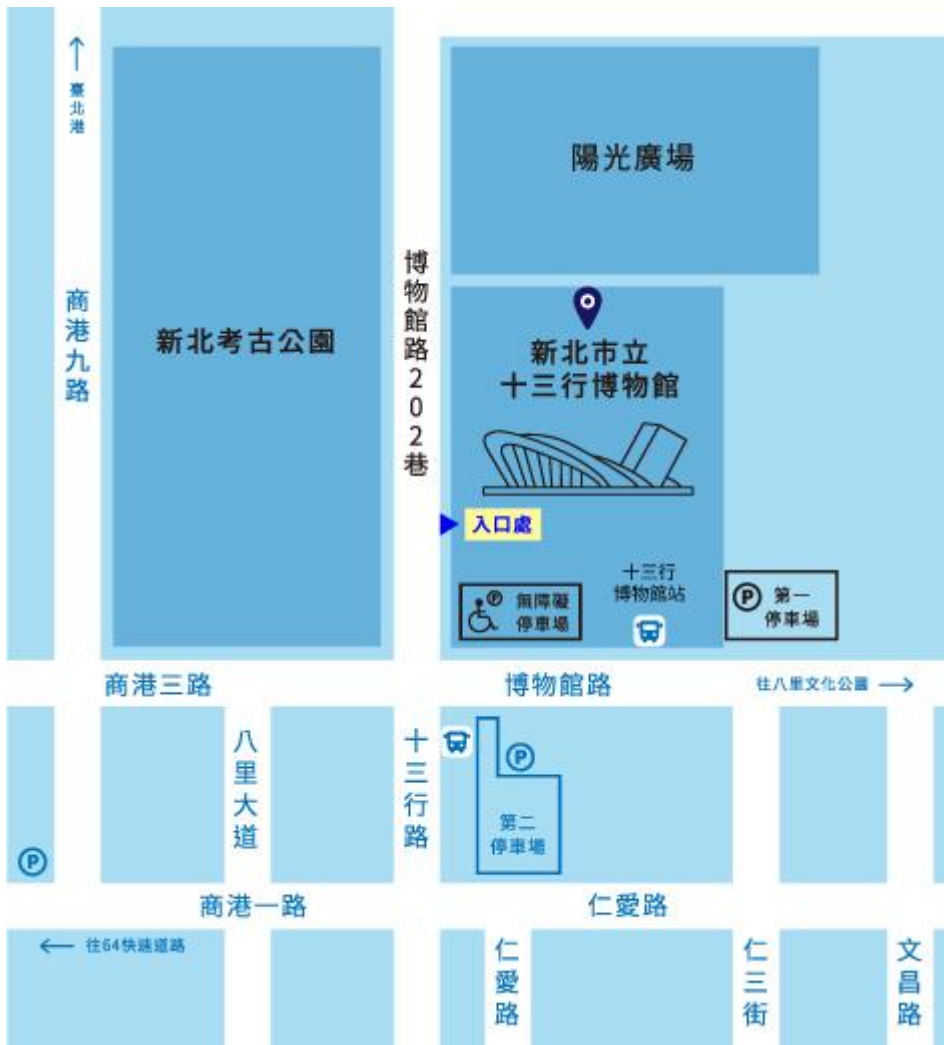 臺北港
陽光廣場
商港九路
新北考古公園
博物館路202巷
新北市立
十三行博物館
入口處
無障礙
停車場
十三行
博物館站
第一
停車場
商港三路
博物館路
往八里文化公園
八里大道
十三行路
第二
停車場
商港一路
仁愛路
往64快速道路
仁愛路
仁三街
文昌路
P
P
P
P